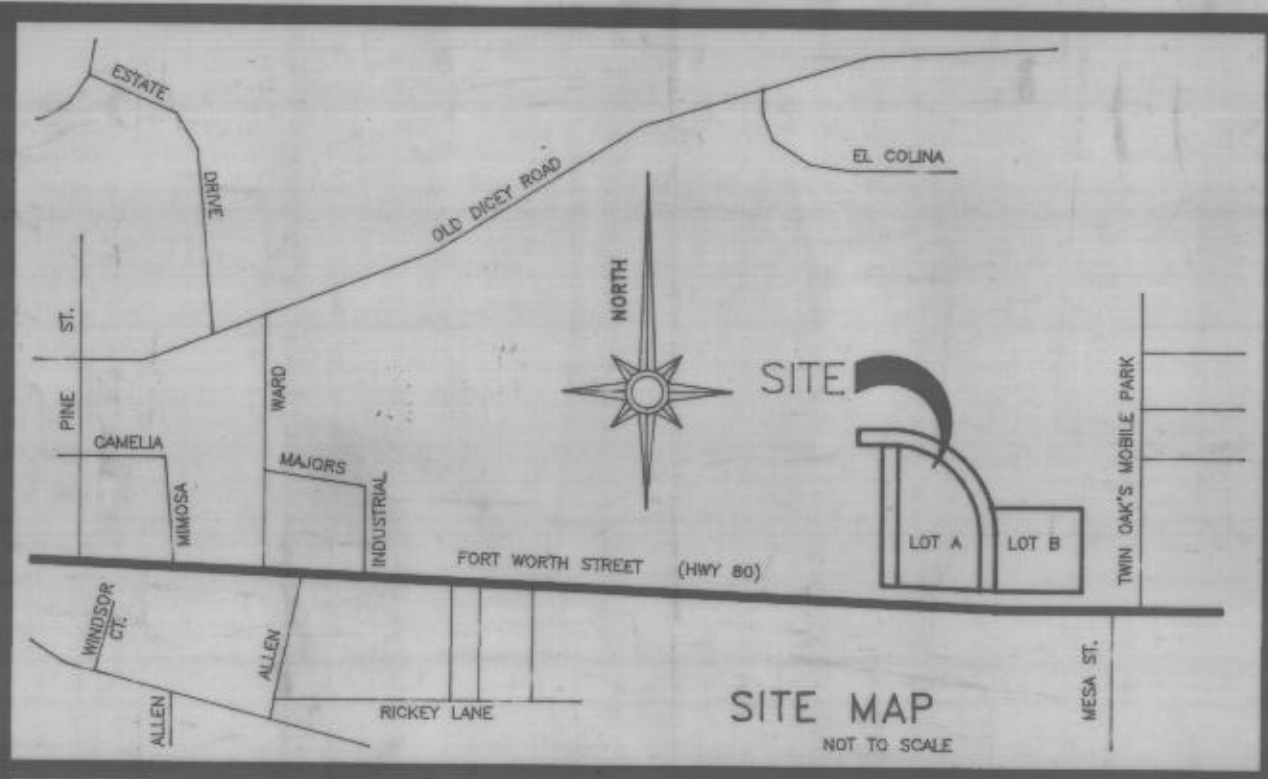 ESTATE
DRIVE
OLD DICEY ROAD
EL COLINA
NORTH
PINE ST.
WARD
SITE
CAMELIA
MAJORS
MIMOSA
INDUSTRIAL
TWIN OAK'S MOBILE PARK
LOT A
LOT B
FORT WORTH STREET (HWY 80)
WINDSOR
CT.
ALLEN
ALLEN
RICKEY LANE
MESA ST.
SITE MAP
NOT TO SCALE